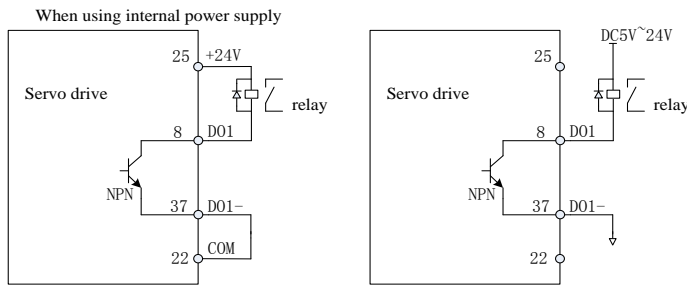 When using internal power supply
25 +24V
Servo drive
relay
8 DO1
NPN
37 DO1-
22 COM
DC5V~24V
25
Servo drive
relay
8 DO1
NPN
37 DO1-
22